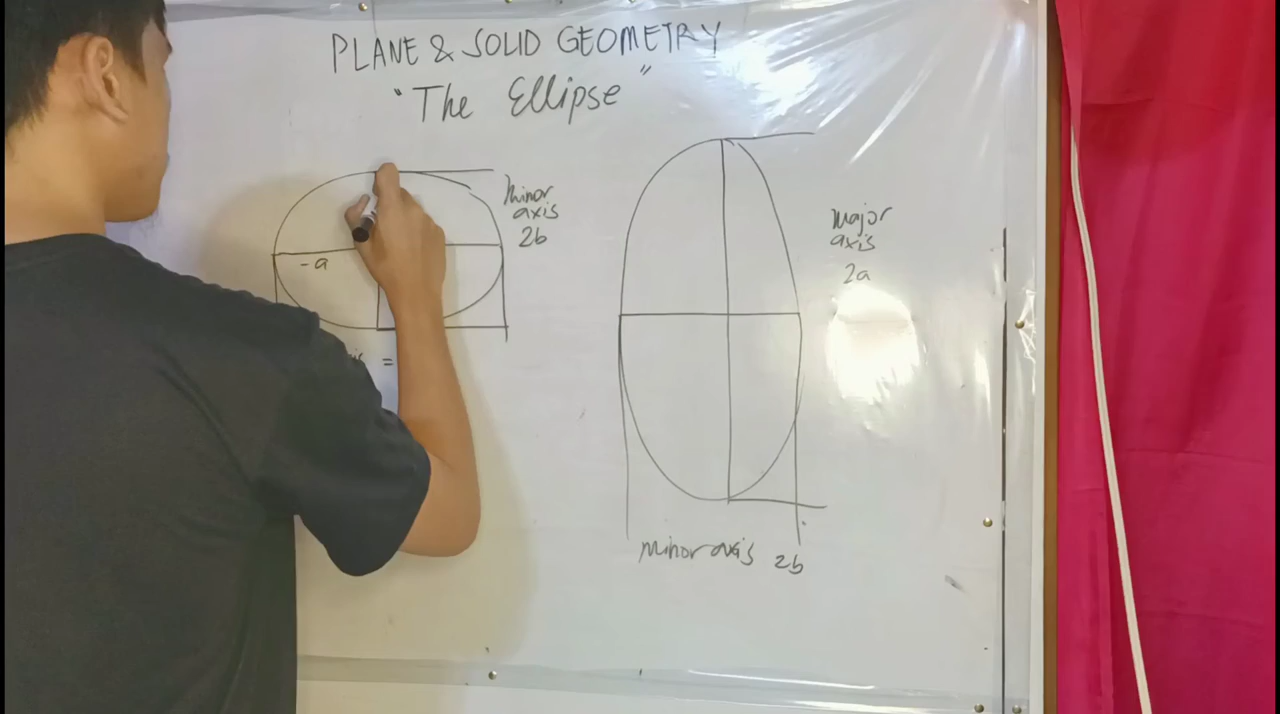 PLANE & SOLID GEOMETRY
"The Ellipse"
Minor
axis
2b
-a
=
Major
axis
2a
Minor axis 2b